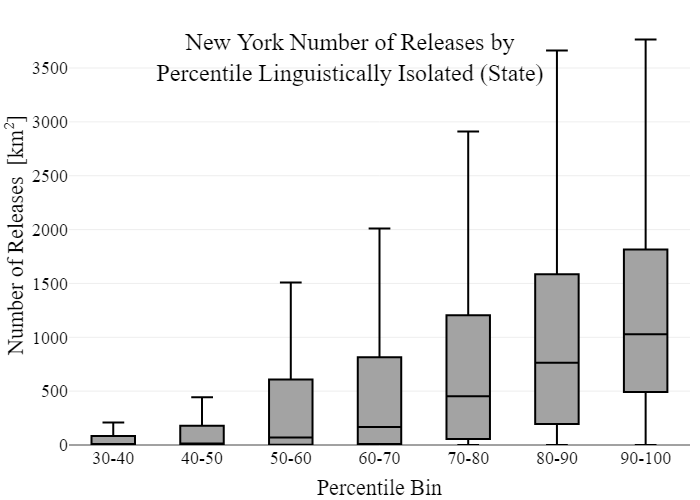 New York Number of Releases by
Percentile Linguistically Isolated (State)
Number of Releases [km²]
3500
3000
2500
2000
1500
1000
500
0
30-40 40-50 50-60 60-70 70-80 80-90 90-100
Percentile Bin